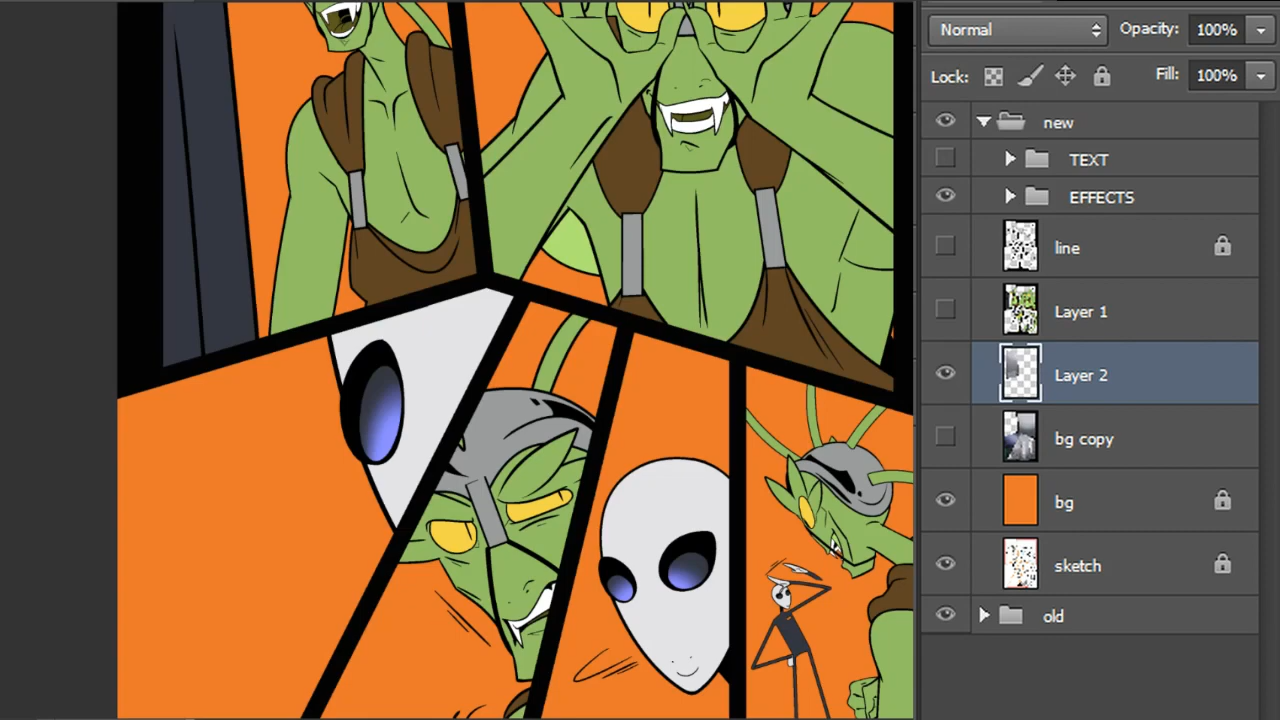 Normal Opacity: 100%
Lock: Fill: 100%
new
TEXT
EFFECTS
line
Layer 1
Layer 2
bg copy
bg
sketch
old